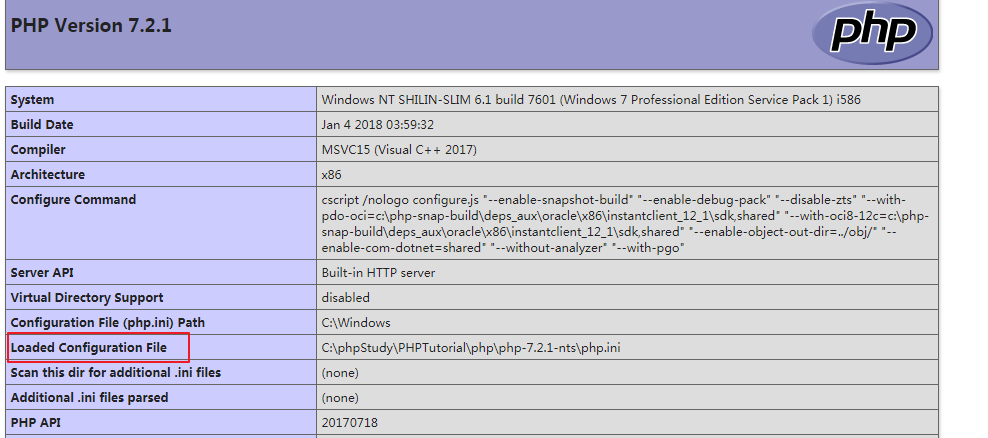 PHP Version 7.2.1
php
System Windows NT SHILIN-SLIM 6.1 build 7601 (Windows 7 Professional Edition Service Pack 1) i586
Build Date Jan 4 2018 03:59:32
Compiler MSVC15 (Visual C++ 2017)
Architecture x86
Configure Command cscript /nologo configure.js "--enable-snapshot-build" "--enable-debug-pack" "--disable-zts" "--with-
pdo-oci=c:\php-snap-build\deps_aux\oracle\x86\instantclient_12_1\sdk,shared" "--with-oci8-12c=c:\php-
snap-build\deps_aux\oracle\x86\instantclient_12_1\sdk,shared" "--enable-object-out-dir=../obj/" "--
enable-com-dotnet=shared" "--without-analyzer" "--with-pgo"
Server API Built-in HTTP server
Virtual Directory Support disabled
Configuration File (php.ini) Path C:\Windows
Loaded Configuration File C:\phpStudy\PHPTutorial\php\php-7.2.1-nts\php.ini
Scan this dir for additional .ini files (none)
Additional .ini files parsed (none)
PHP API 20170718